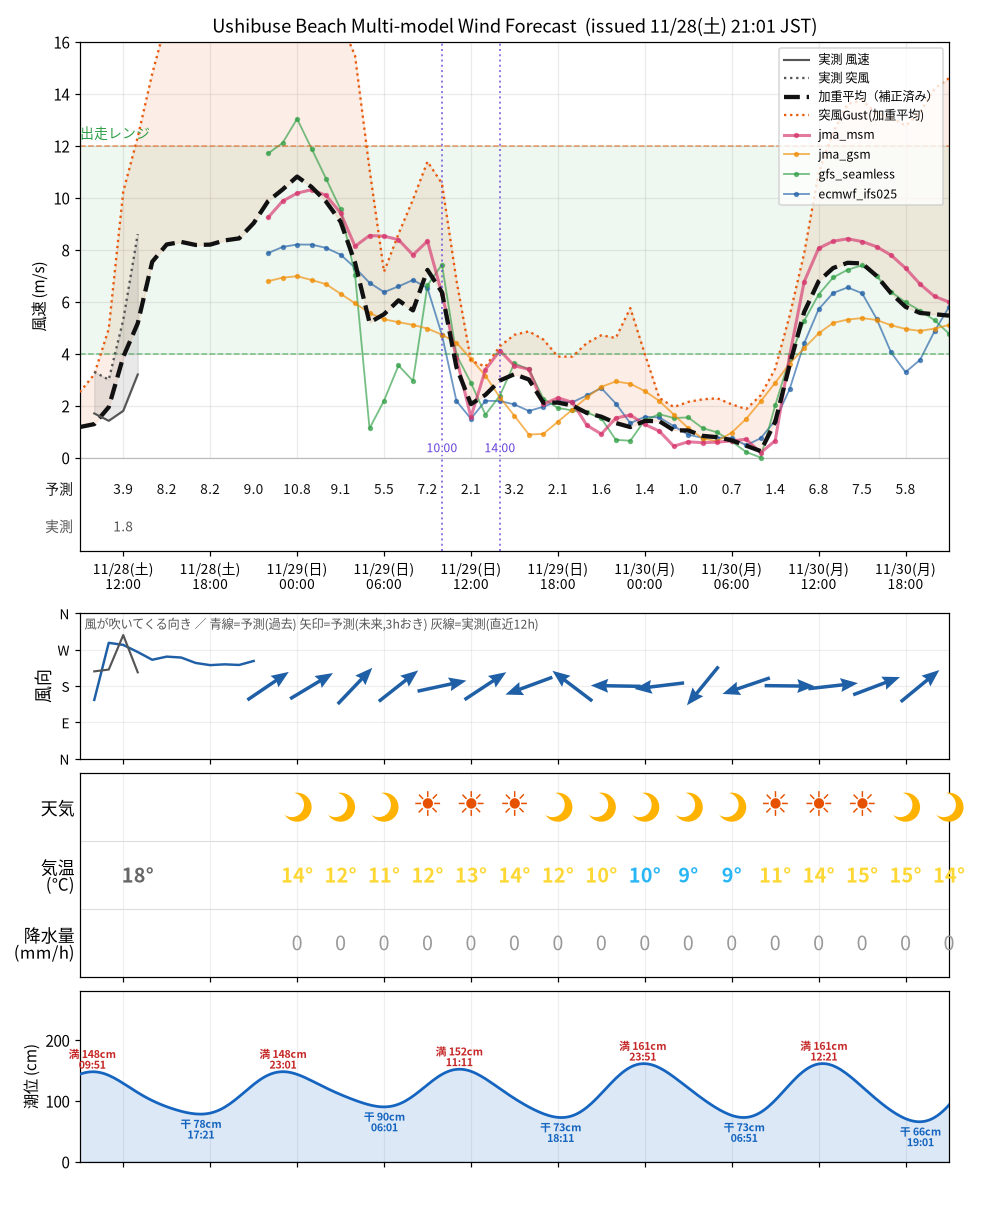 Ushibuse Beach Multi-model Wind Forecast (issued 11/28(土) 21:01 JST)
風速 (m/s)
16
14
12
10
8
6
4
2
0
出走レンジ
実測 風速
実測 突風
加重平均（補正済み）
突風Gust(加重平均)
jma_msm
jma_gsm
gfs_seamless
ecmwf_ifs025
10:00 14:00
予測 3.9 8.2 8.2 9.0 10.8 9.1 5.5 7.2 2.1 3.2 2.1 1.6 1.4 1.0 0.7 1.4 6.8 7.5 5.8
実測 1.8
11/28(土) 11/28(土) 11/29(日) 11/29(日) 11/29(日) 11/29(日) 11/30(月) 11/30(月) 11/30(月) 11/30(月)
12:00 18:00 00:00 06:00 12:00 18:00 00:00 06:00 12:00 18:00
風向
N
W
S
E
N
風が吹いてくる向き ／ 青線=予測(過去) 矢印=予測(未来,3hおき) 灰線=実測(直近12h)
天気
気温
(℃)
18° 14° 12° 11° 12° 13° 14° 12° 10° 10° 9° 9° 11° 14° 15° 15° 14°
降水量
(mm/h)
0 0 0 0 0 0 0 0 0 0 0 0 0 0 0 0
潮位 (cm)
200
100
0
満 148cm
09:51
干 78cm
17:21
満 148cm
23:01
干 90cm
06:01
満 152cm
11:11
干 73cm
18:11
満 161cm
23:51
干 73cm
06:51
満 161cm
12:21
干 66cm
19:01